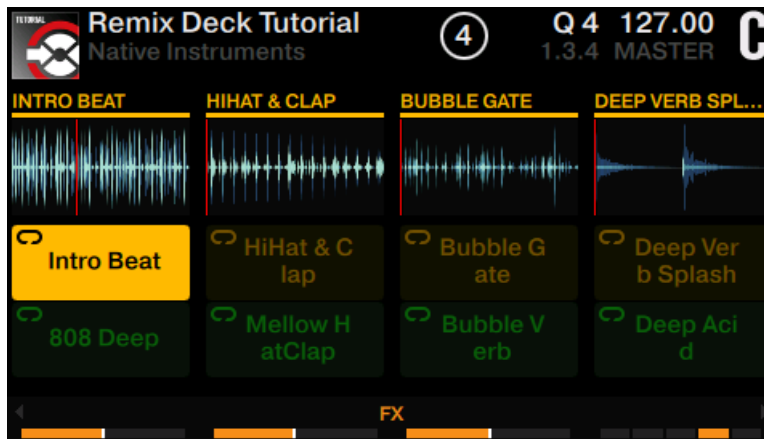 TUTORIAL
Remix Deck Tutorial
Native Instruments
4
Q 4 127.00
1.3.4 MASTER
C
INTRO BEAT
HIHAT & CLAP
BUBBLE GATE
DEEP VERB SPL...
Intro Beat
HiHat & C
lap
Bubble G
ate
Deep Ver
b Splash
808 Deep
Mellow H
atClap
Bubble V
erb
Deep Aci
d
FX